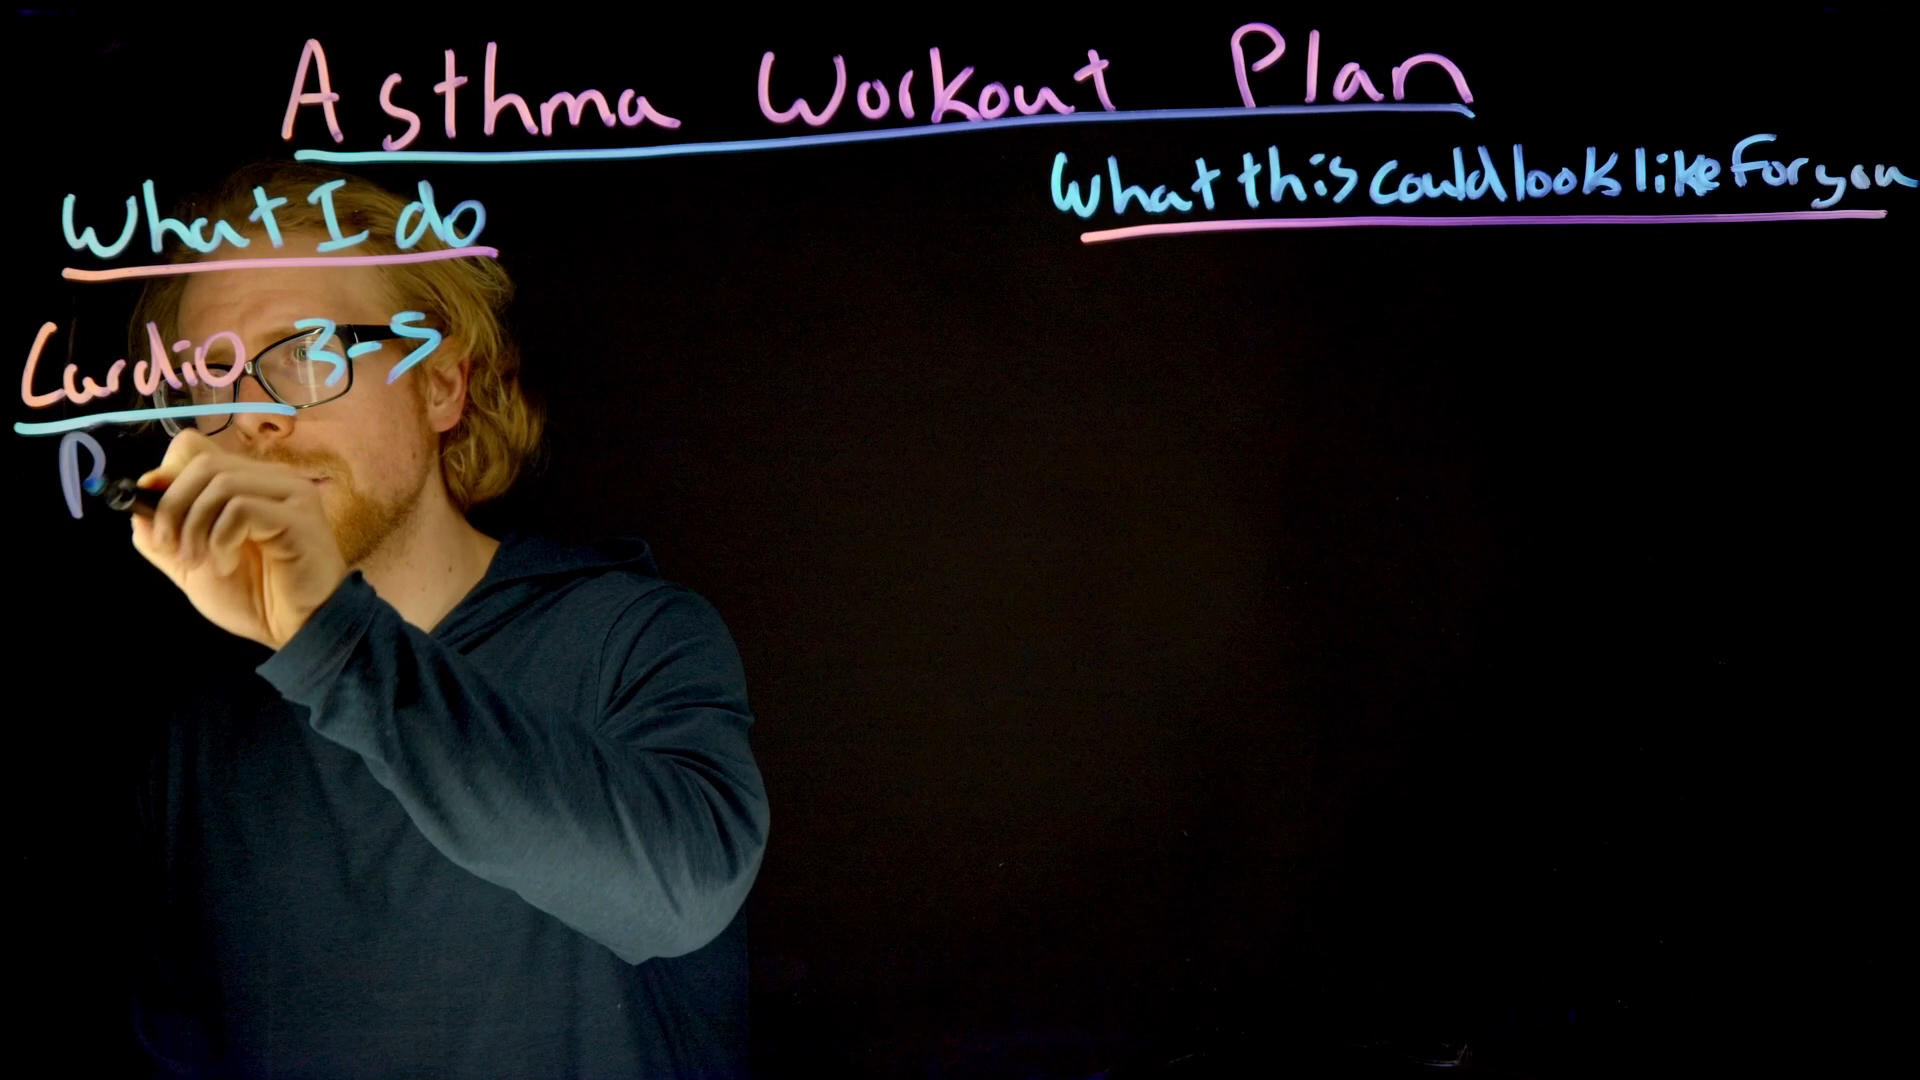 Asthma Workout Plan
What I do
What this could look like for you
Cardio 3-5
P